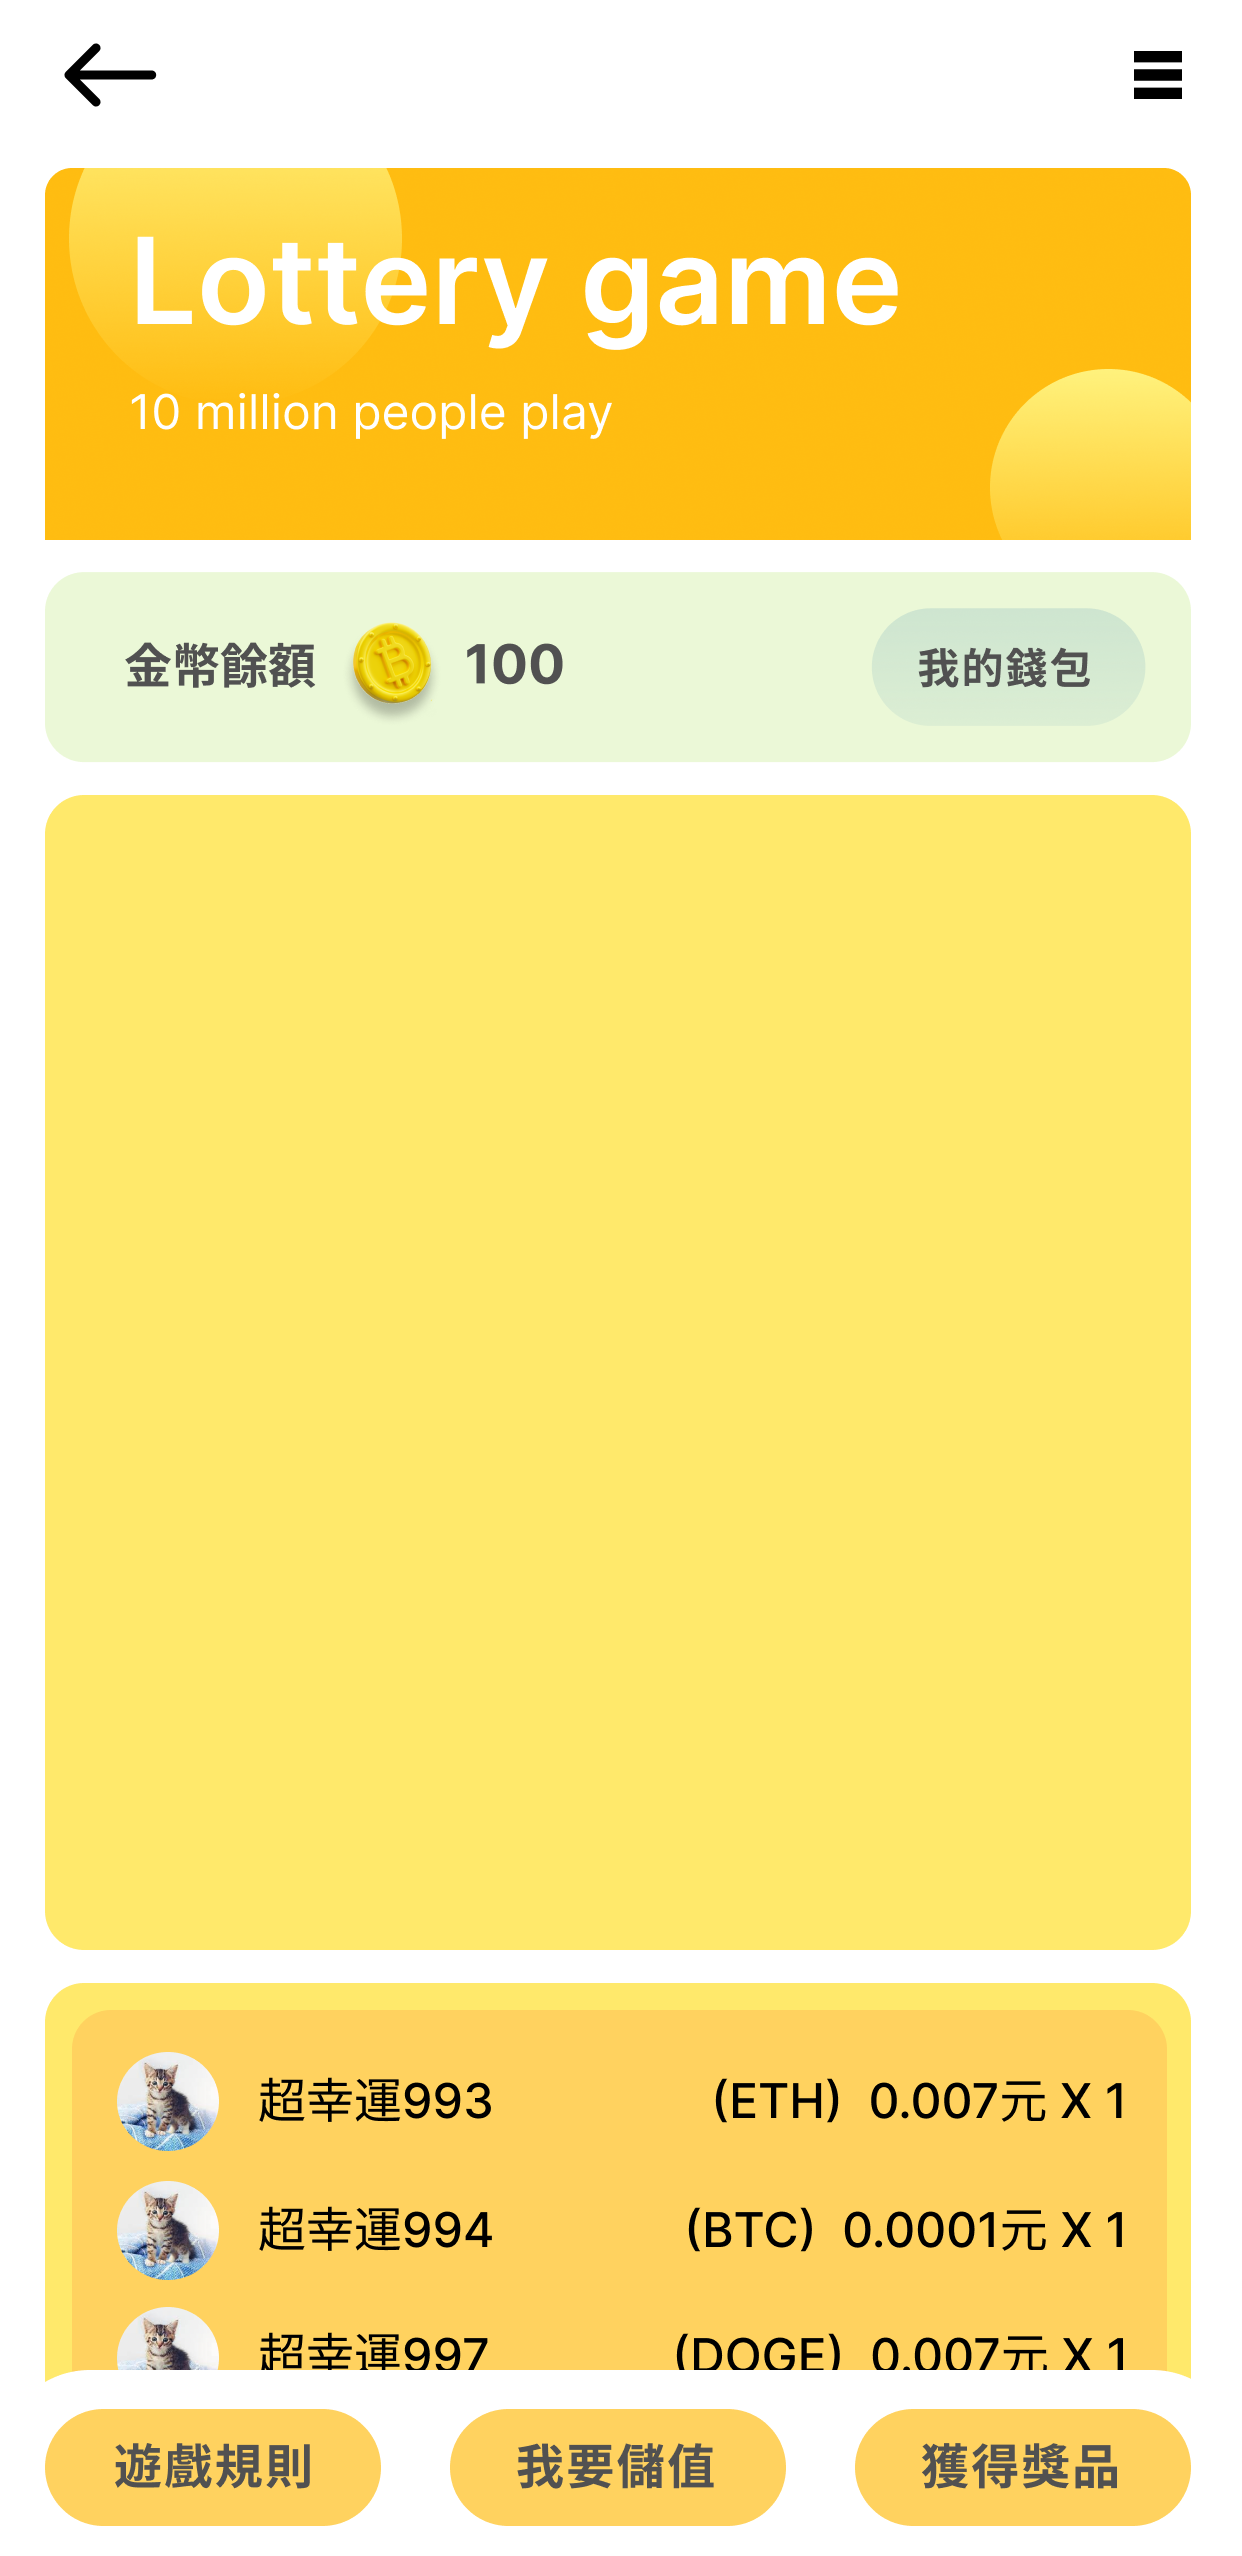 Lottery game
10 million people play
金幣餘額 100 我的錢包
超幸運993 (ETH) 0.007元 X 1
超幸運994 (BTC) 0.0001元 X 1
超幸運997 (DOGE) 0.007元 X 1
遊戲規則 我要儲值 獲得獎品